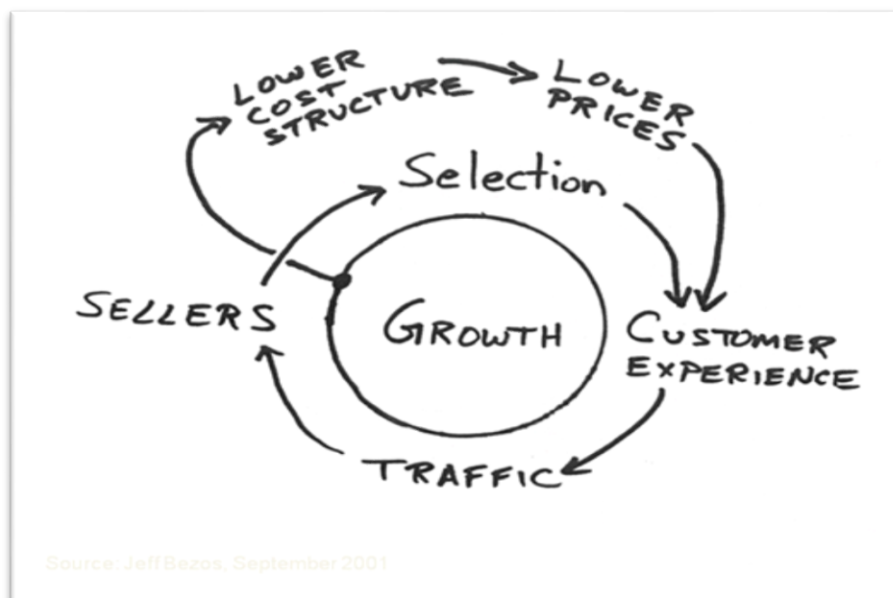 LOWER
COST
STRUCTURE
LOWER
PRICES
Selection
SELLERS
GROWTH
CUSTOMER
EXPERIENCE
TRAFFIC
Source: Jeff Bezos, September 2001